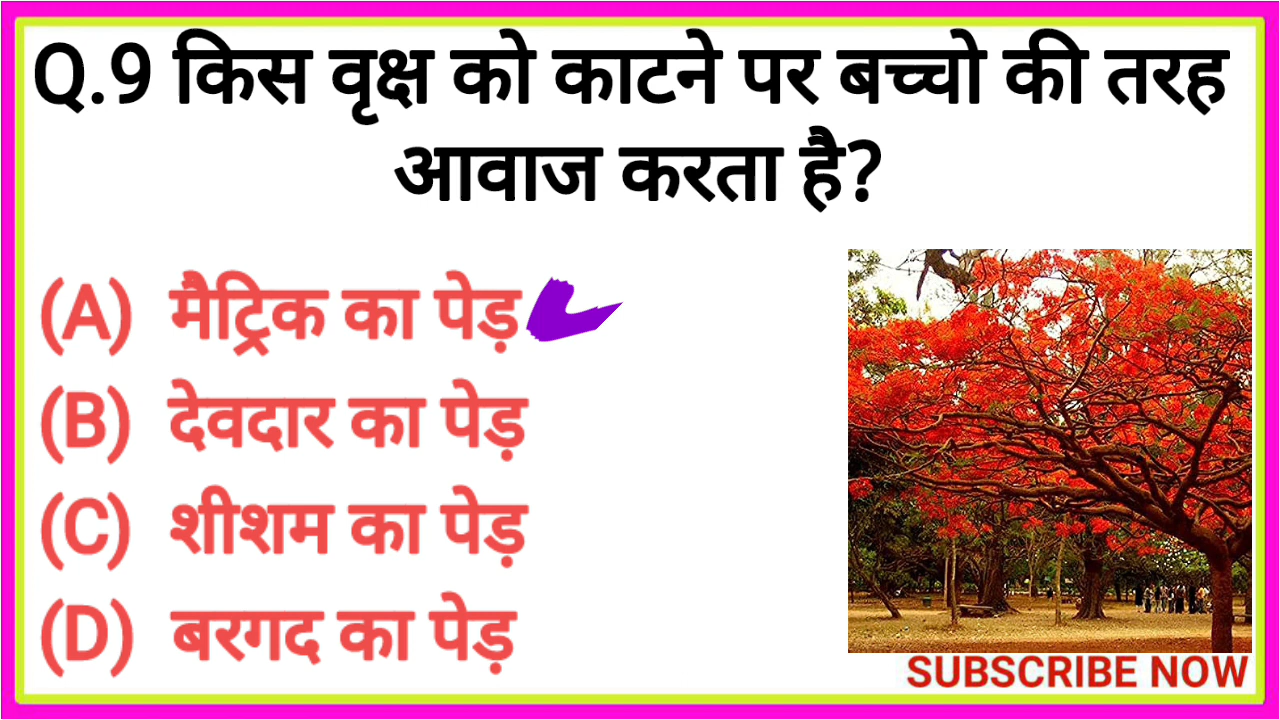 Q.9 किस वृक्ष को काटने पर बच्चो की तरह
आवाज करता है?
(A) मैट्रिक का पेड़
(B) देवदार का पेड़
(C) शीशम का पेड़
(D) बरगद का पेड़
SUBSCRIBE NOW